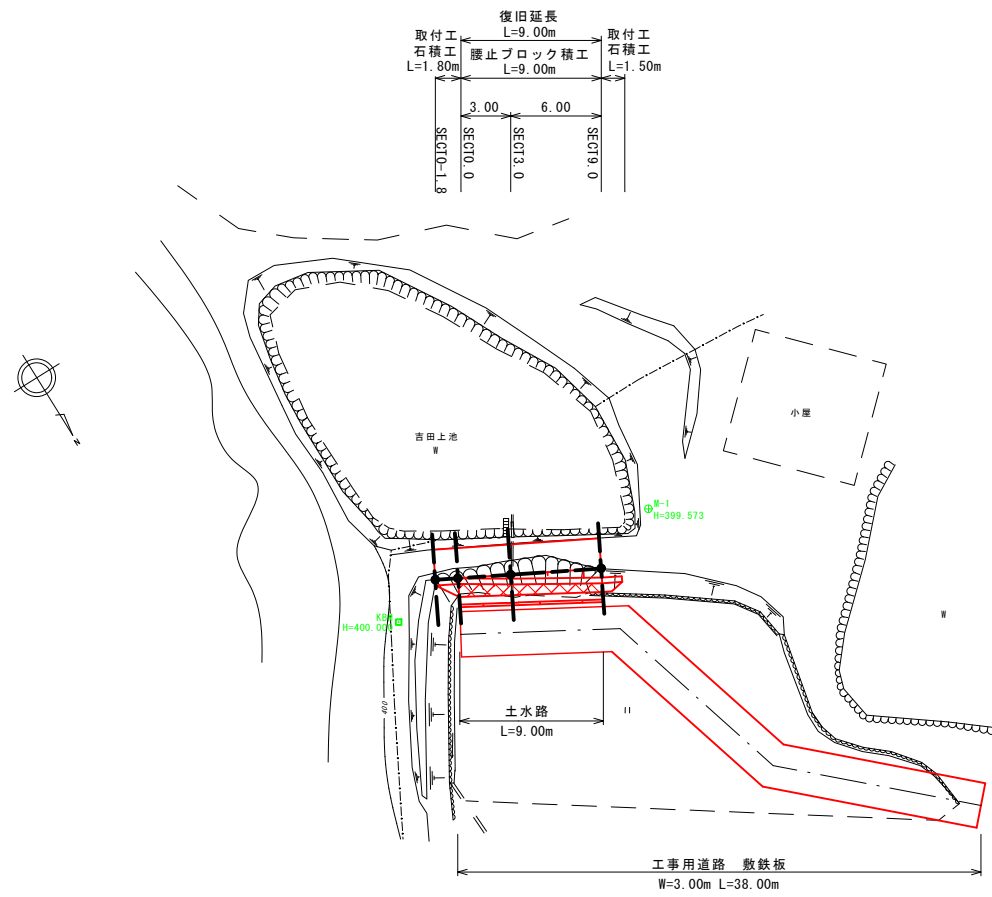 復旧延長
L=9.00m
取付工
石積工
L=1.80m
腰止ブロック積工
L=9.00m
取付工
石積工
L=1.50m
3.00
6.00
SECT0-1.8
SECT0.0
SECT3.0
SECT9.0
N
小屋
吉田上池
W
M-1
H=399.573
H=400.00
W
400
土水路
L=9.00m
工事用道路 敷鉄板
W=3.00m L=38.00m